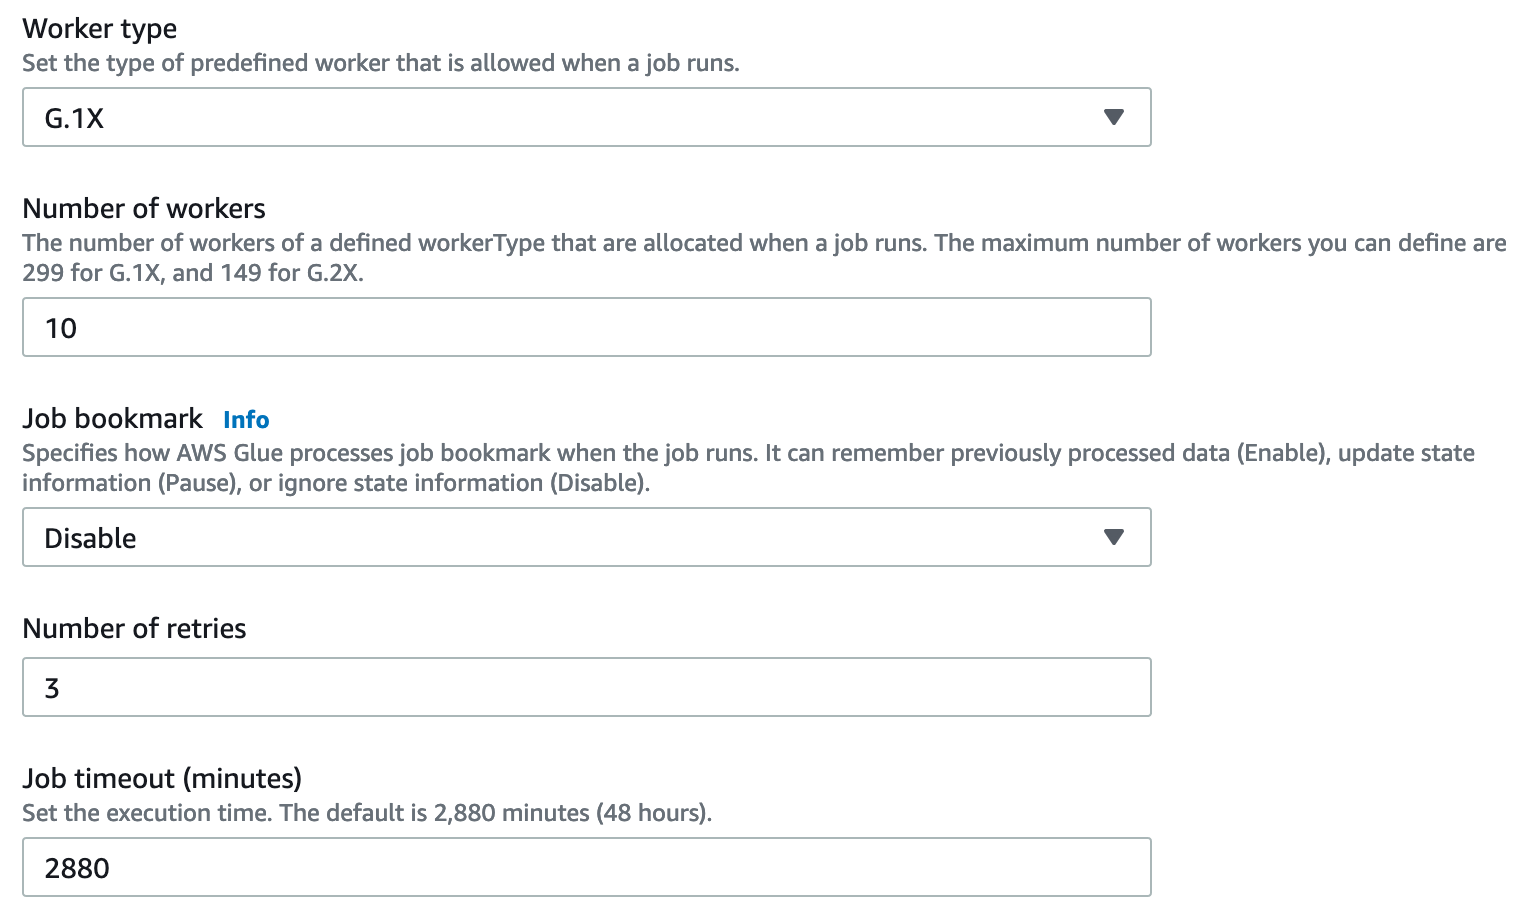 Worker type
Set the type of predefined worker that is allowed when a job runs.
G.1X
Number of workers
The number of workers of a defined workerType that are allocated when a job runs. The maximum number of workers you can define are
299 for G.1X, and 149 for G.2X.
10
Job bookmark Info
Specifies how AWS Glue processes job bookmark when the job runs. It can remember previously processed data (Enable), update state
information (Pause), or ignore state information (Disable).
Disable
Number of retries
3
Job timeout (minutes)
Set the execution time. The default is 2,880 minutes (48 hours).
2880